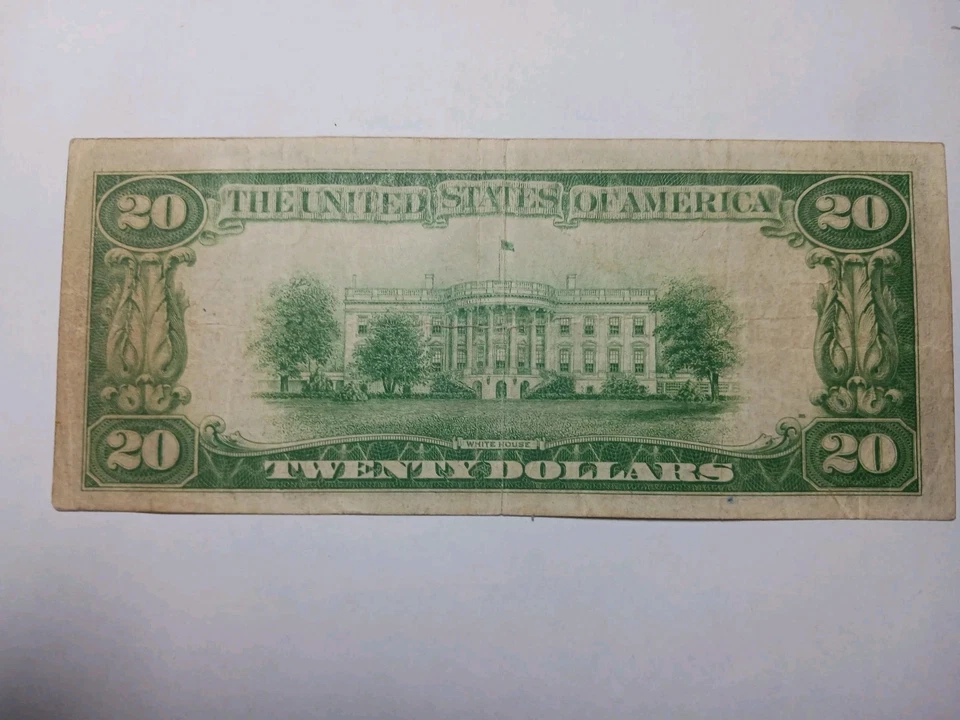 20 THE UNITED STATES OF AMERICA 20
WHITE HOUSE
20 TWENTY DOLLARS 20